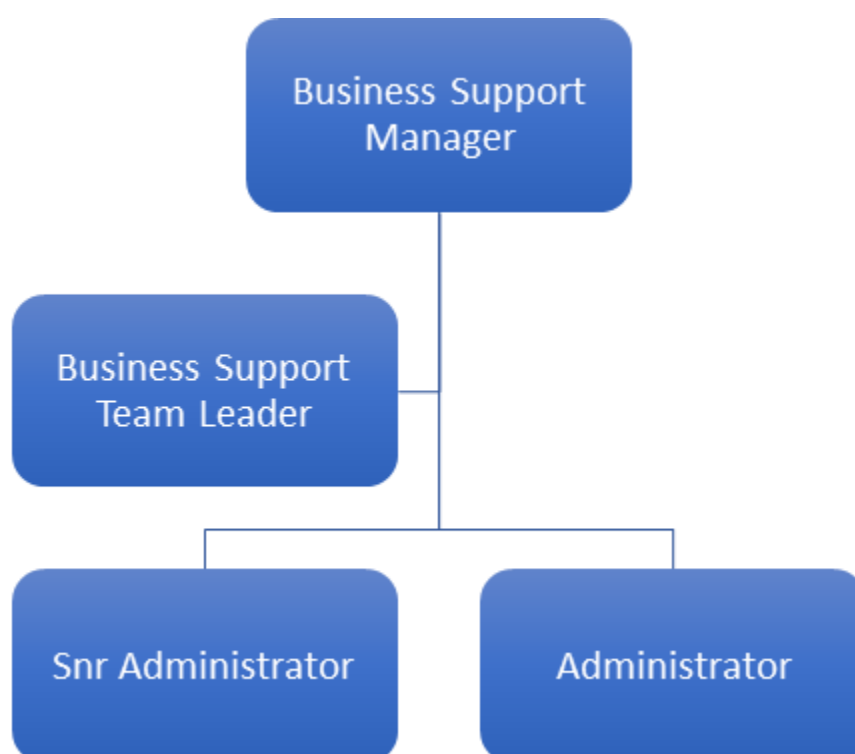 Business Support
Manager
Business Support
Team Leader
Snr Administrator
Administrator